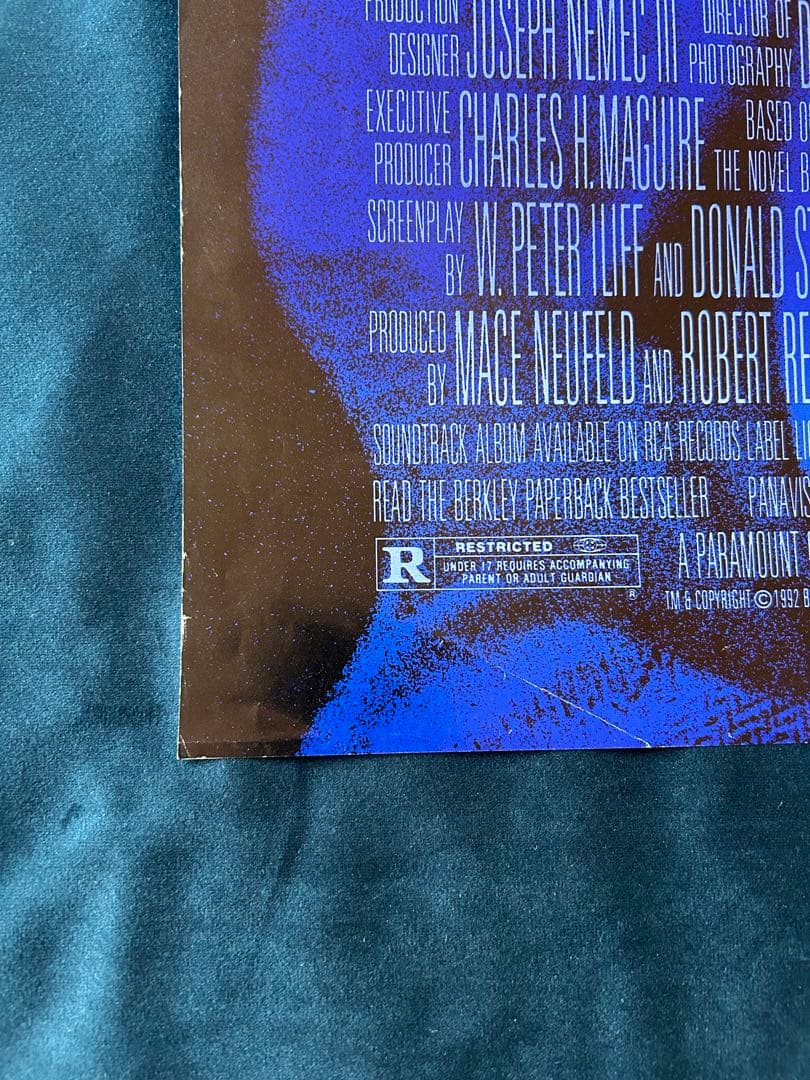 PRODUCTION DESIGNER JOSEPH NEMEC III DIRECTOR OF PHOTOGRAPHY
EXECUTIVE PRODUCER CHARLES H. MAGUIRE BASED THE NOVEL
SCREENPLAY BY W. PETER ILIFF AND DONALD
PRODUCED BY MACE NEUFELD AND ROBERT
SOUNDTRACK ALBUM AVAILABLE ON RCA RECORDS LABEL
READ THE BERKLEY PAPERBACK BESTSELLER
R RESTRICTED
UNDER 17 REQUIRES ACCOMPANYING
PARENT OR ADULT GUARDIAN
®
A PARAMOUNT
TM & COPYRIGHT © 1992